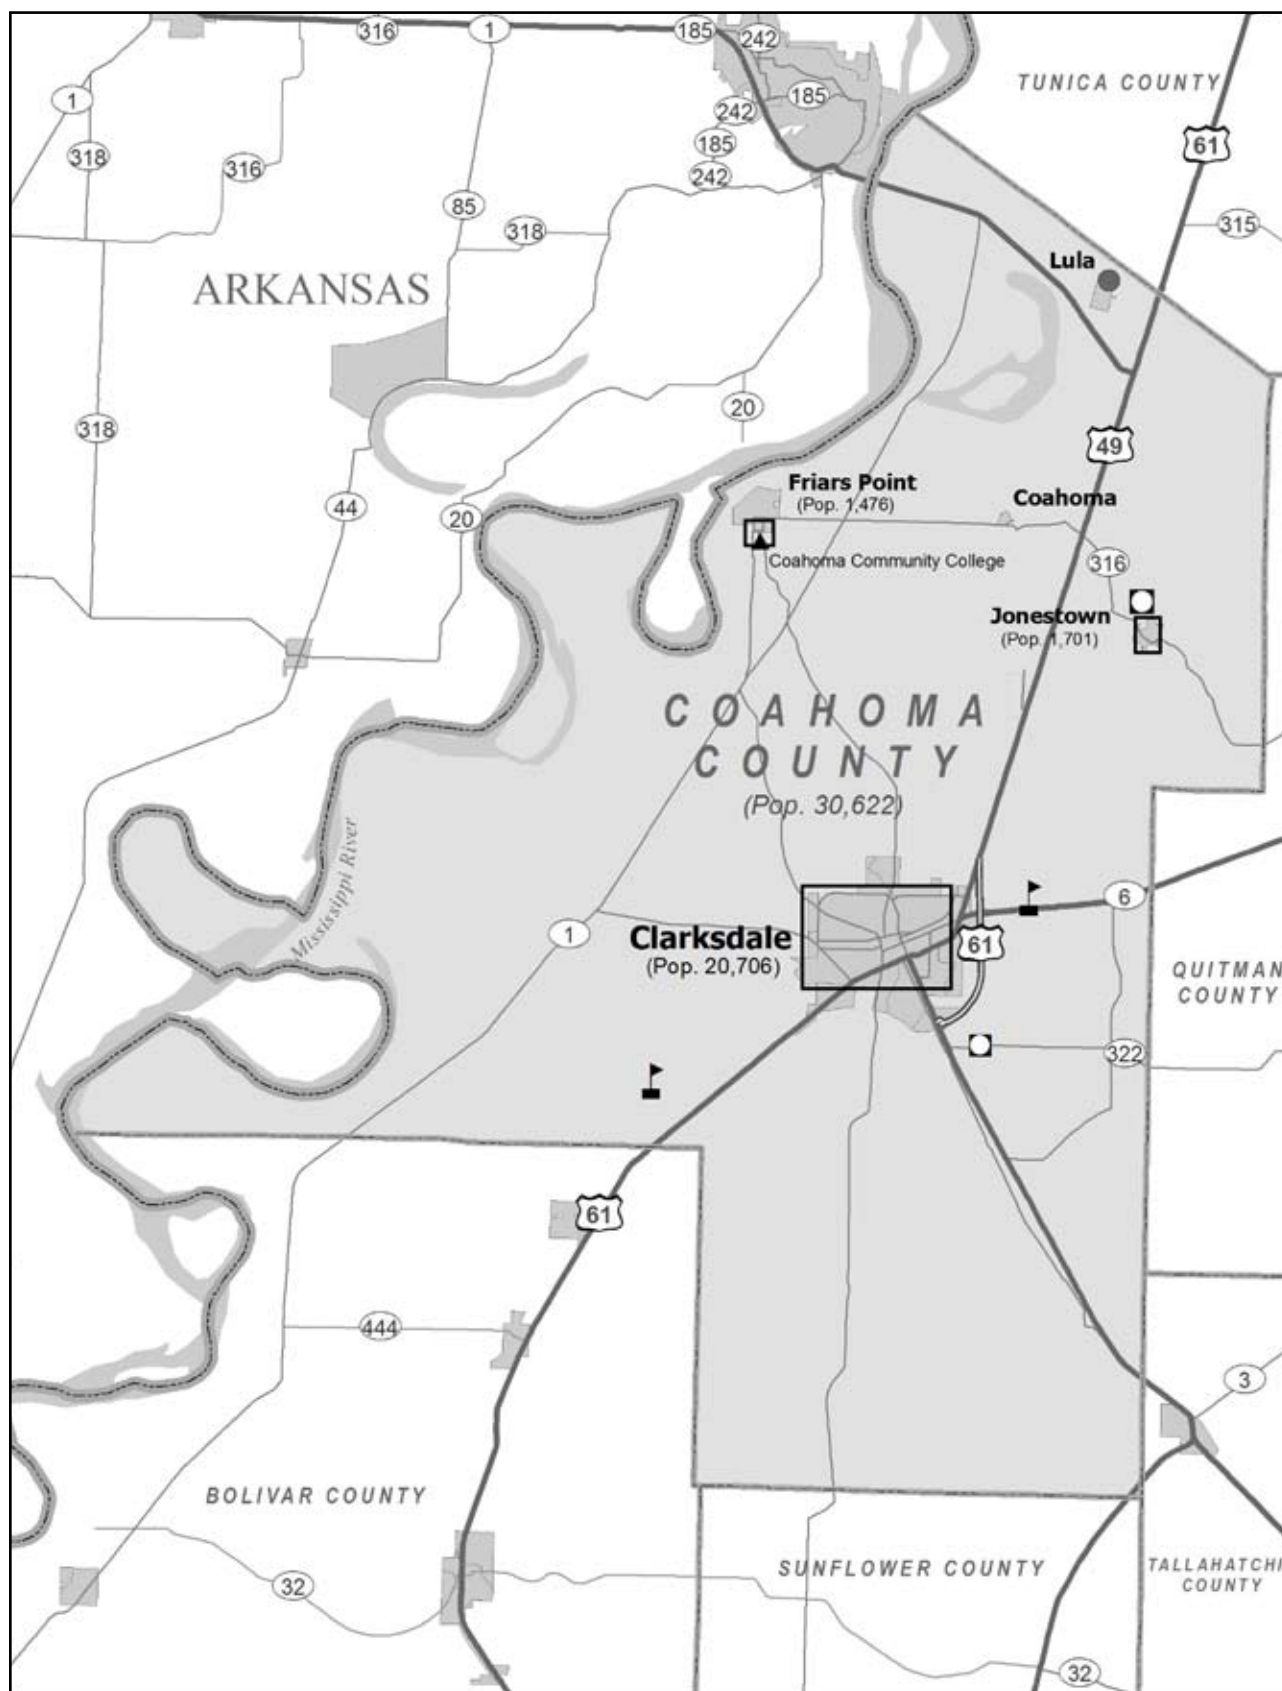 316
1
185
242
TUNICA COUNTY
1
185
242
61
318
185
316
242
85
318
315
Lula
ARKANSAS
20
318
49
Friars Point
(Pop. 1,476)
Coahoma
44
20
Coahoma Community College
316
Jonestown
(Pop. 1,701)
COAHOMA
COUNTY
(Pop. 30,622)
Mississippi River
6
1
Clarksdale
(Pop. 20,706)
61
QUITMAN
COUNTY
322
61
444
3
BOLIVAR COUNTY
SUNFLOWER COUNTY
TALLAHATCHI
COUNTY
32
32